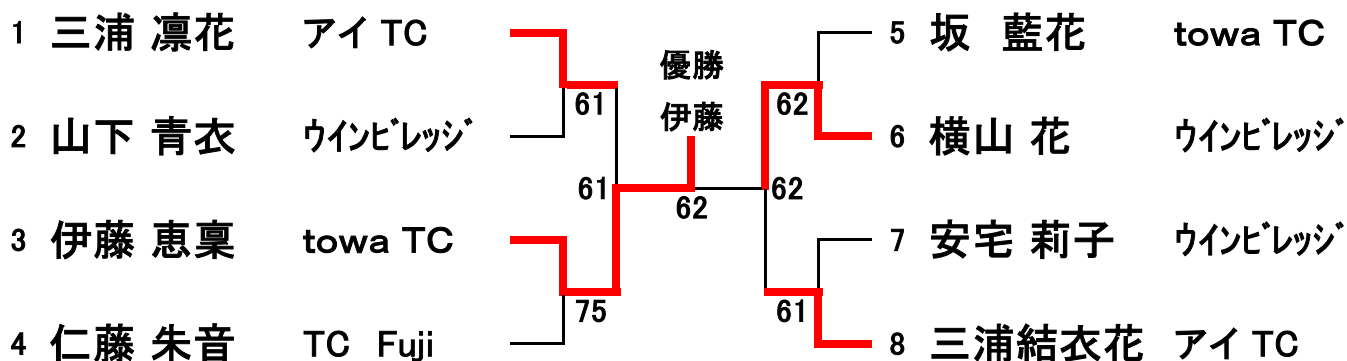 1 三浦 凛花 アイ TC
2 山下 青衣 ウインビレッジ
3 伊藤 恵稟 towa TC
4 仁藤 朱音 TC Fuji
61
75
61
優勝
伊藤
62
62
62
61
5 坂 藍花 towa TC
6 横山 花 ウインビレッジ
7 安宅 莉子 ウインビレッジ
8 三浦結衣花 アイ TC